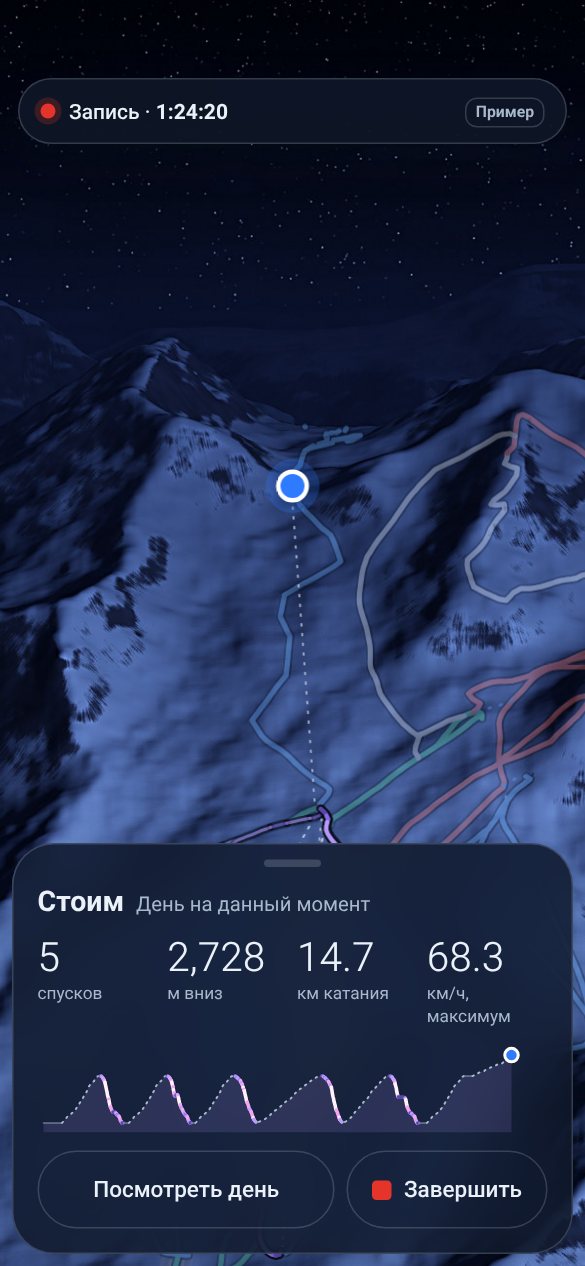 Запись · 1:24:20
Пример
Стоим День на данный момент
5 2,728 14.7 68.3
спусков м вниз км катания км/ч,
максимум
Посмотреть день Завершить